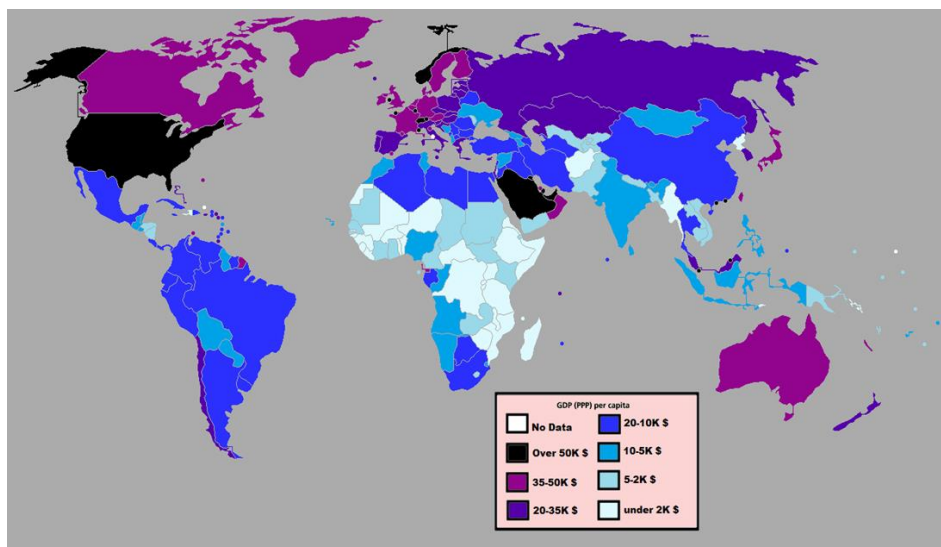 GDP (PPP) per capita
No Data
Over 50K $
35-50K $
20-35K $
20-10K $
10-5K $
5-2K $
under 2K $